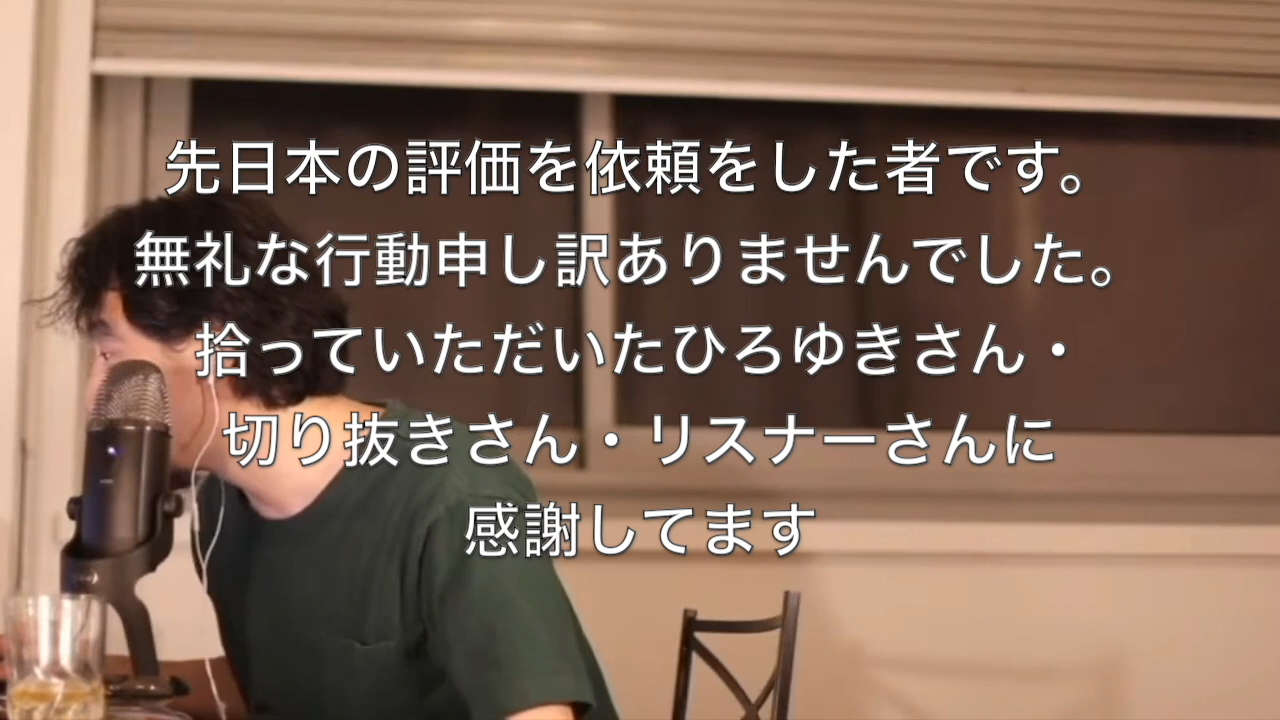 先日本の評価を依頼をした者です。
無礼な行動申し訳ありませんでした。
拾っていただいたひろゆきさん・
切り抜きさん・リスナーさんに
感謝してます